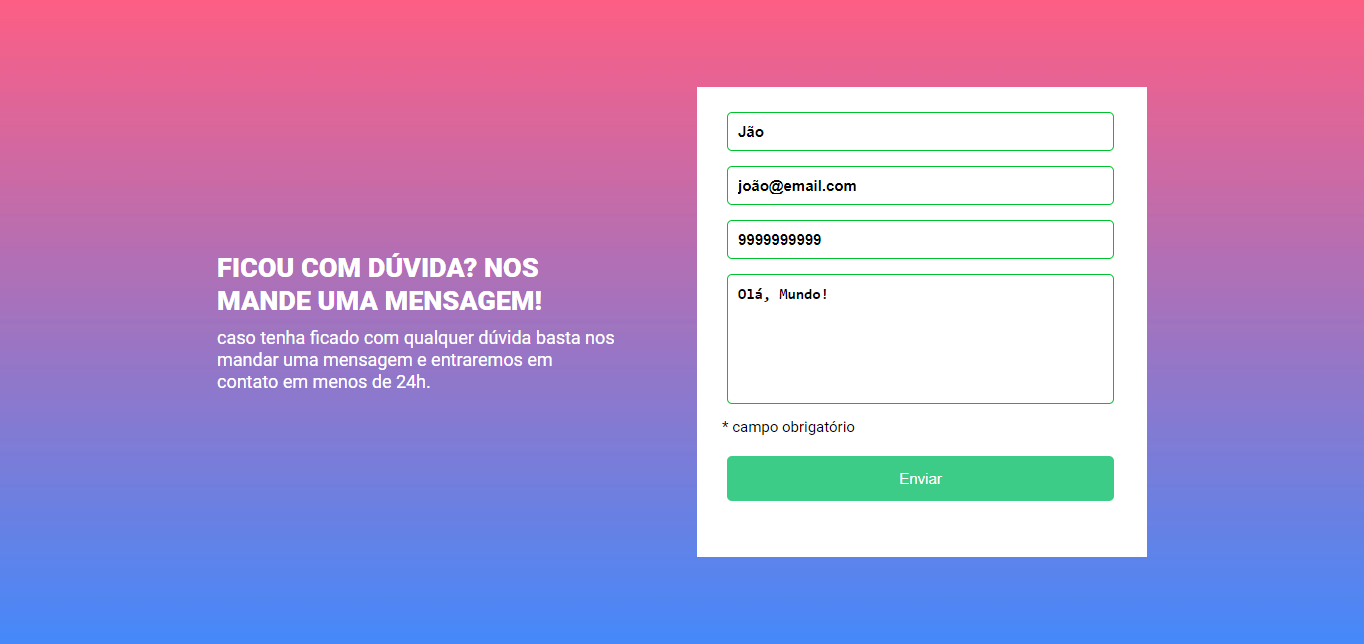 FICOU COM DÚVIDA? NOS
MANDE UMA MENSAGEM!
caso tenha ficado com qualquer dúvida basta nos
mandar uma mensagem e entraremos em
contato em menos de 24h.
Jão
joão@email.com
9999999999
Olá, Mundo!
* campo obrigatório
Enviar